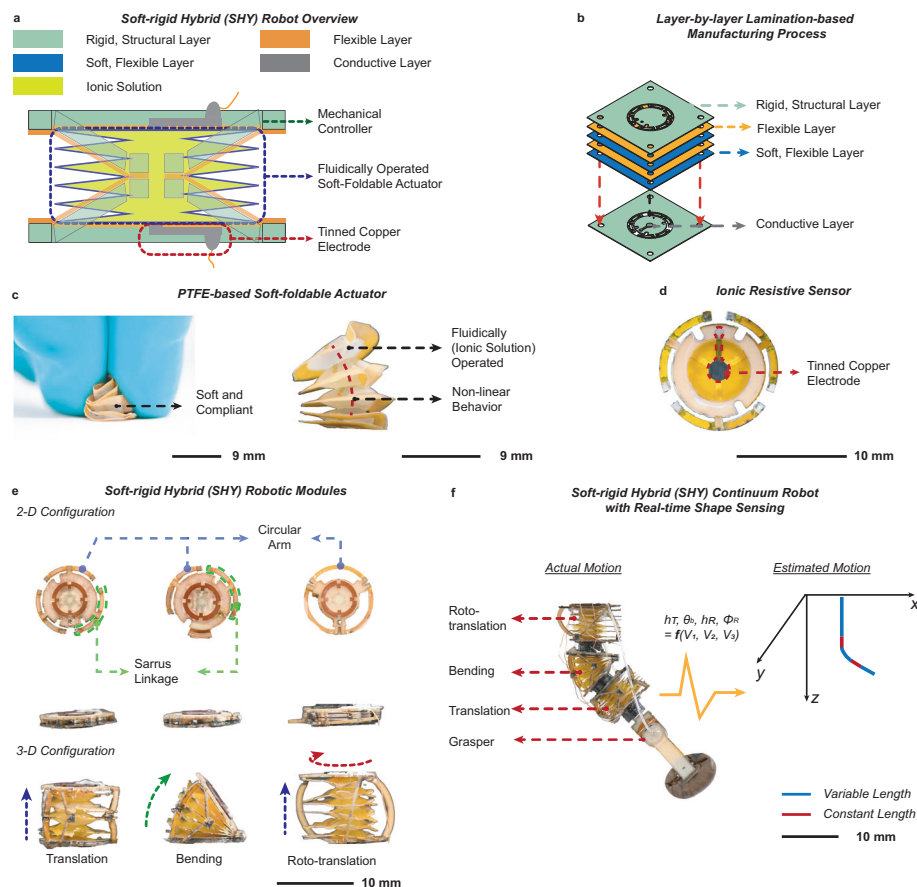 a
Soft-rigid Hybrid (SHY) Robot Overview
Rigid, Structural Layer
Flexible Layer
Soft, Flexible Layer
Conductive Layer
Ionic Solution
Mechanical
Controller
Fluidically Operated
Soft-Foldable Actuator
Tinned Copper
Electrode
b
Layer-by-layer Lamination-based
Manufacturing Process
Rigid, Structural Layer
Flexible Layer
Soft, Flexible Layer
Conductive Layer
c
PTFE-based Soft-foldable Actuator
Soft and
Compliant
Fluidically
(Ionic Solution)
Operated
Non-linear
Behavior
9 mm
9 mm
d
Ionic Resistive Sensor
Tinned Copper
Electrode
10 mm
e
Soft-rigid Hybrid (SHY) Robotic Modules
2-D Configuration
Circular
Arm
Sarrus
Linkage
3-D Configuration
Translation
Bending
Roto-translation
10 mm
f
Soft-rigid Hybrid (SHY) Continuum Robot
with Real-time Shape Sensing
Actual Motion
Estimated Motion
Roto-
translation
Bending
Translation
Grasper
hT, θb, hR, ΦR
= f(V₁, V₂, V₃)
x
y
z
Variable Length
Constant Length
10 mm